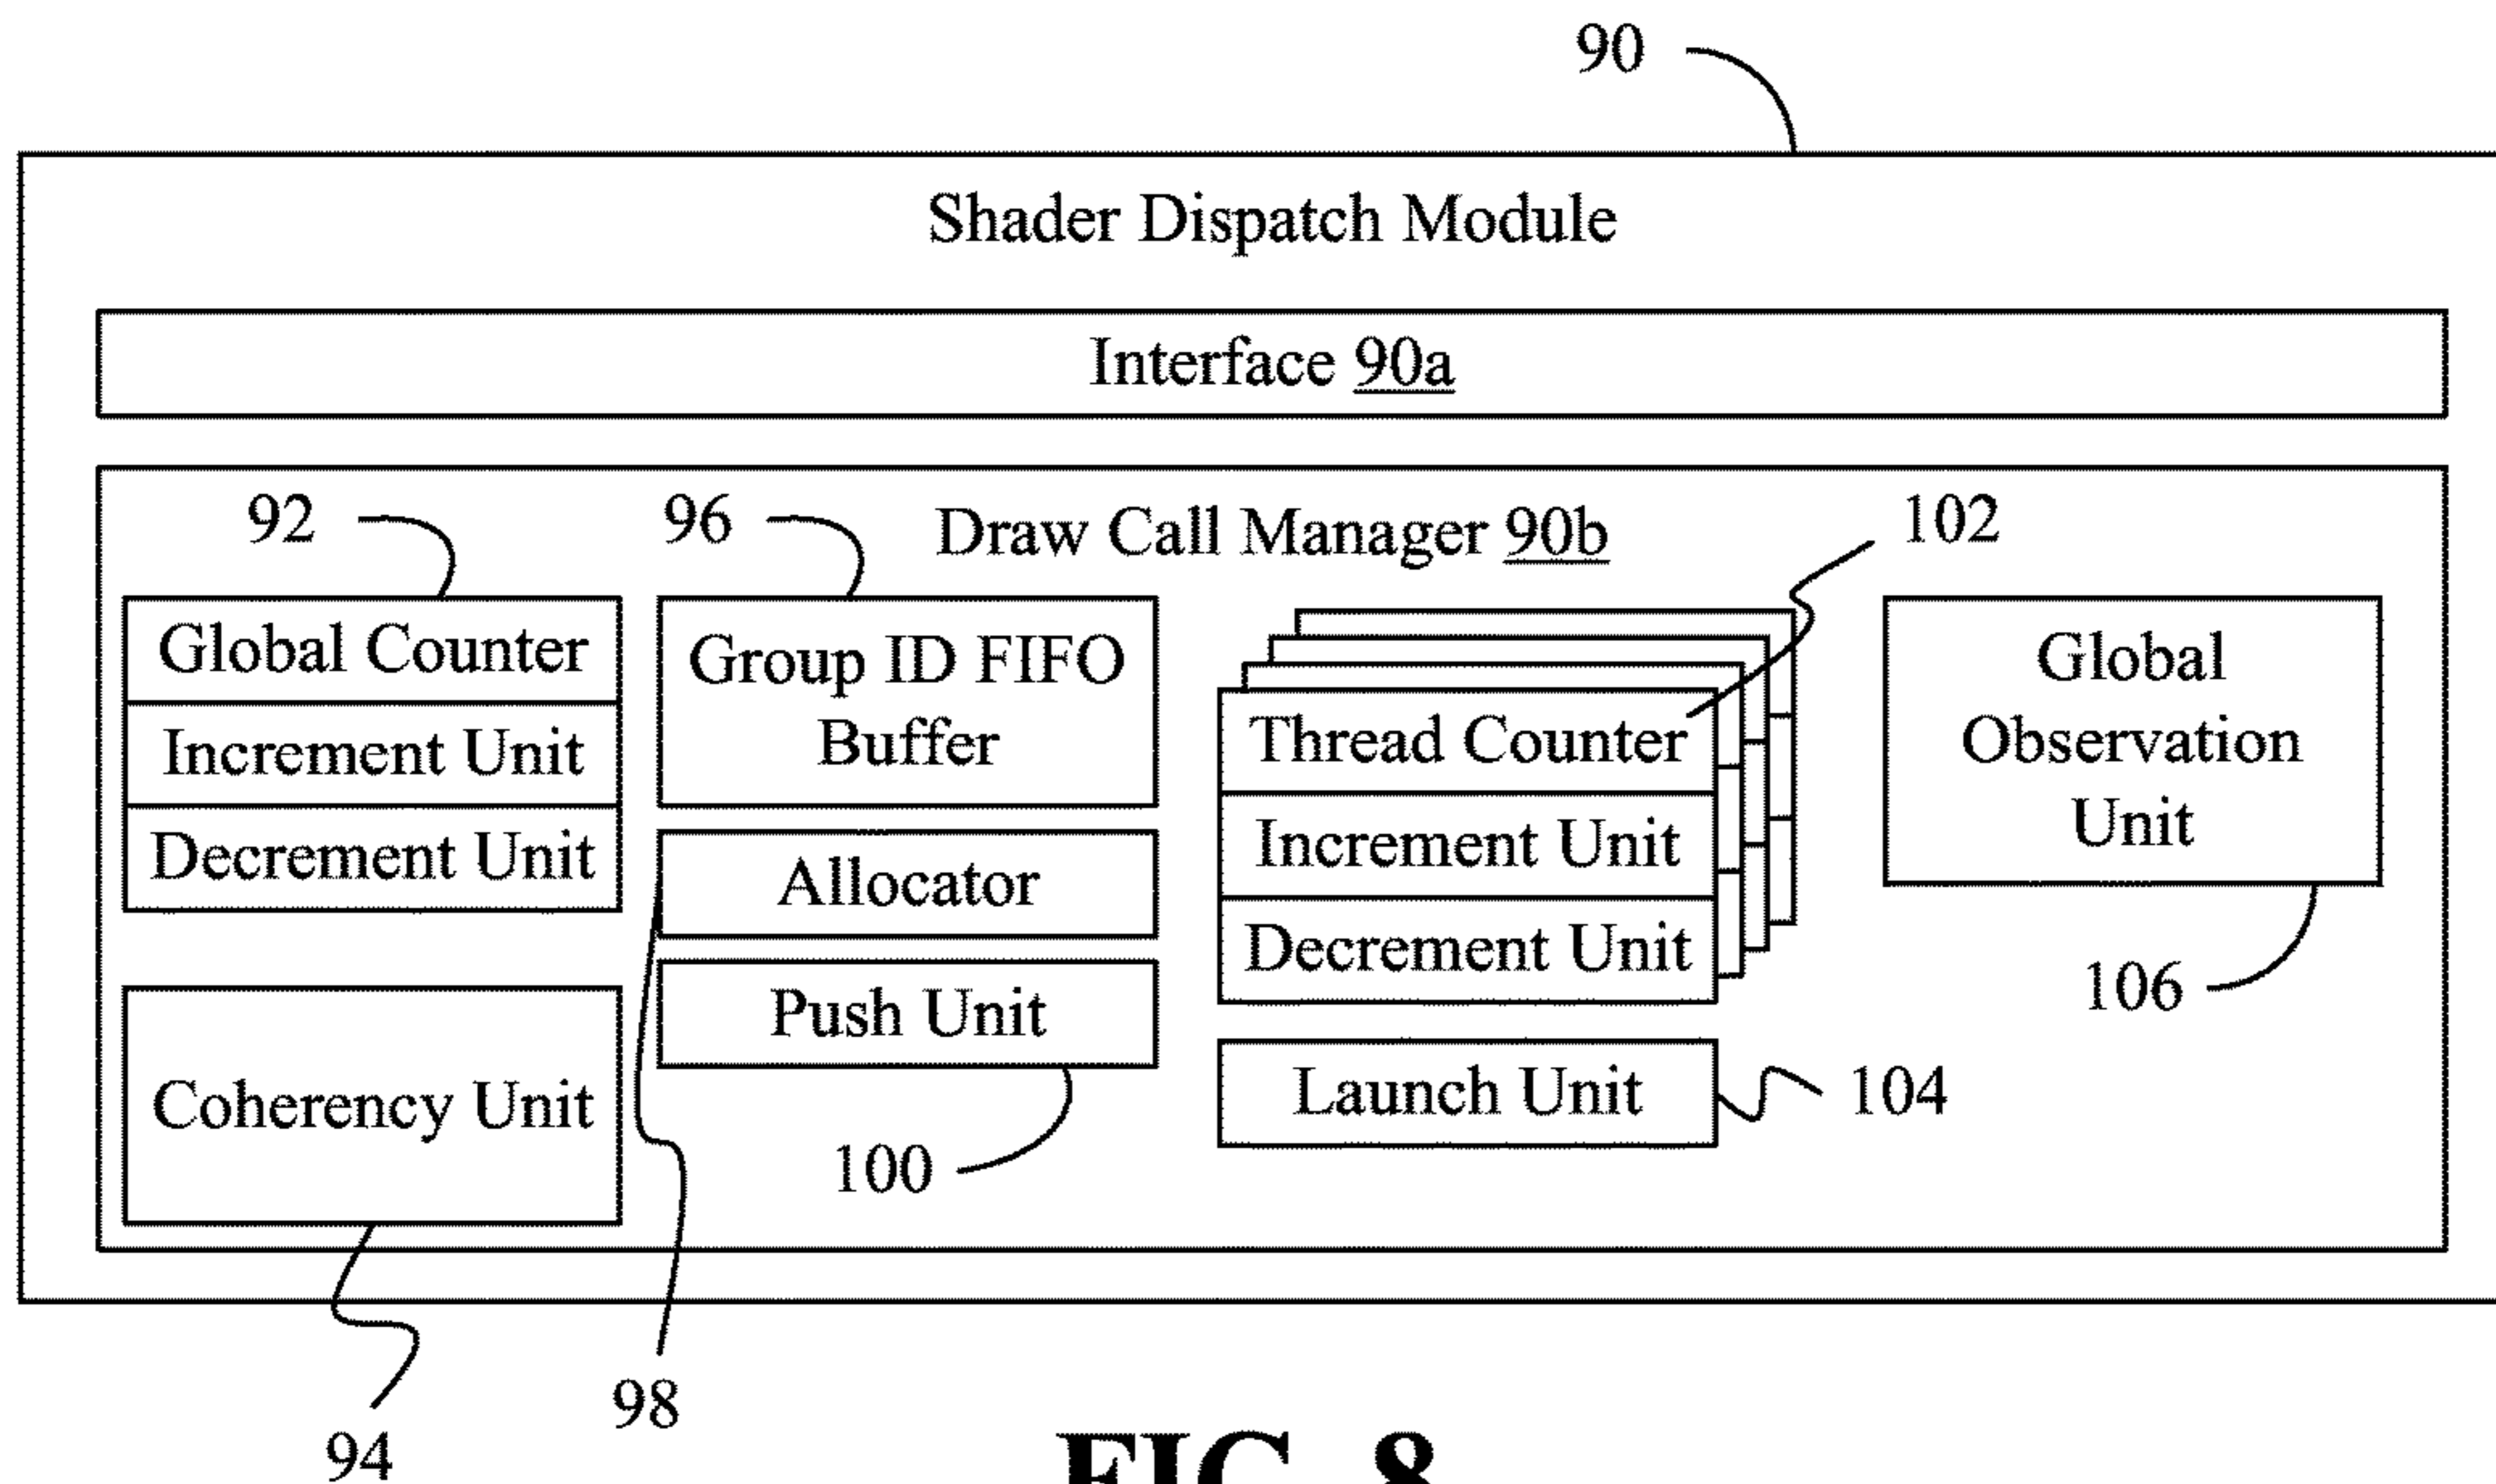 90
Shader Dispatch Module
Interface 90a
92
96
Draw Call Manager 90b
102
Global Counter
Increment Unit
Decrement Unit
Group ID FIFO
Buffer
Allocator
Push Unit
Thread Counter
Increment Unit
Decrement Unit
Global
Observation
Unit
106
Coherency Unit
100
Launch Unit
104
98
94
FIG. 8